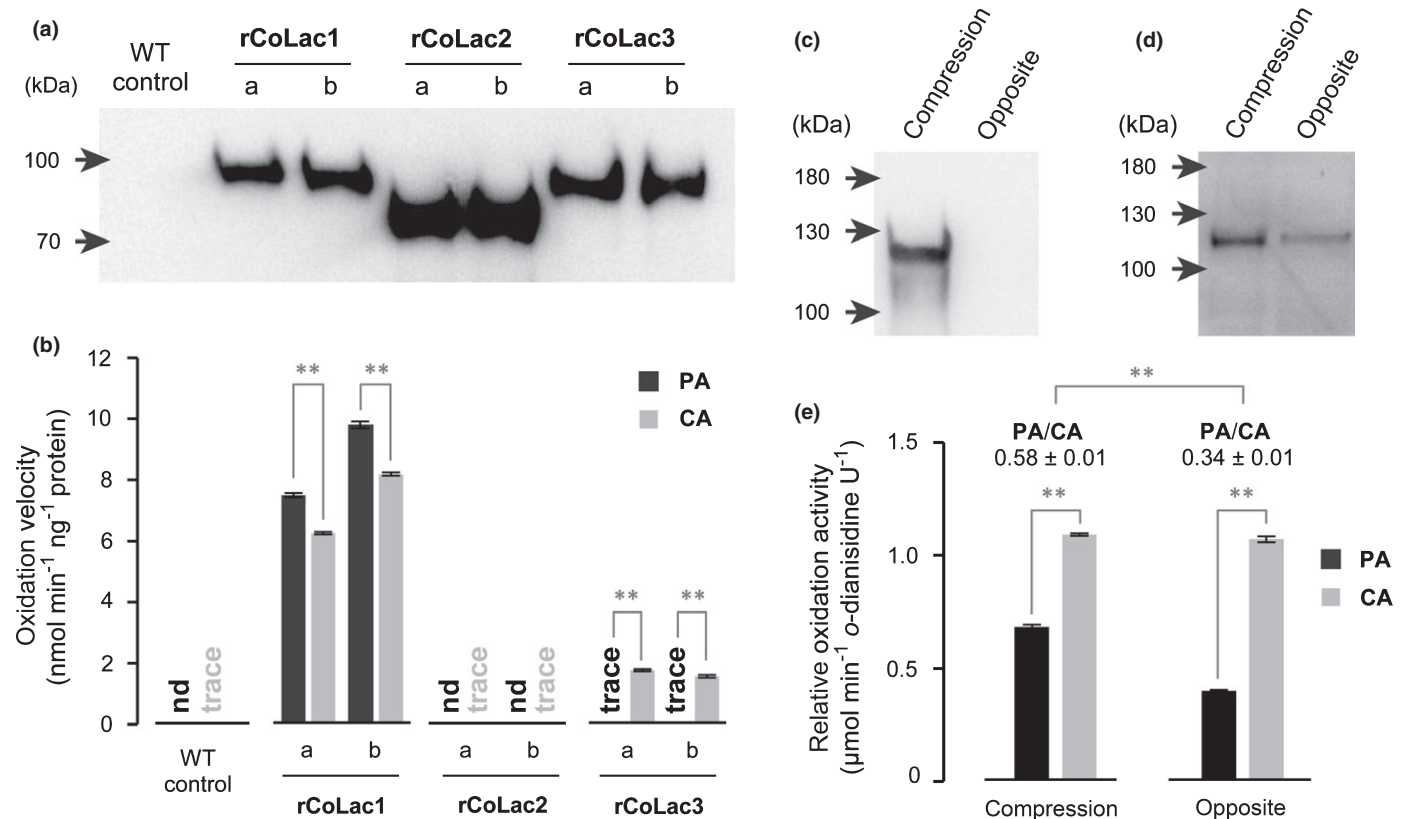 (a)
WT
control
rCoLac1
rCoLac2
rCoLac3
(kDa)
a
b
a
b
a
b
100
70
(b)
Oxidation velocity
(nmol min⁻¹ ng⁻¹ protein)
12
10
8
6
4
2
0
**
**
PA
CA
nd
trace
nd
trace
nd
trace
trace
**
trace
**
WT
control
a
b
a
b
a
b
rCoLac1
rCoLac2
rCoLac3
(c)
Compression
Opposite
(kDa)
180
130
100
(d)
Compression
Opposite
(kDa)
180
130
100
(e)
**
PA/CA
0.58 ± 0.01
PA/CA
0.34 ± 0.01
Relative oxidation activity
(µmol min⁻¹ o-dianisidine U⁻¹)
1.5
1.0
0.5
0
**
**
PA
CA
Compression
Opposite